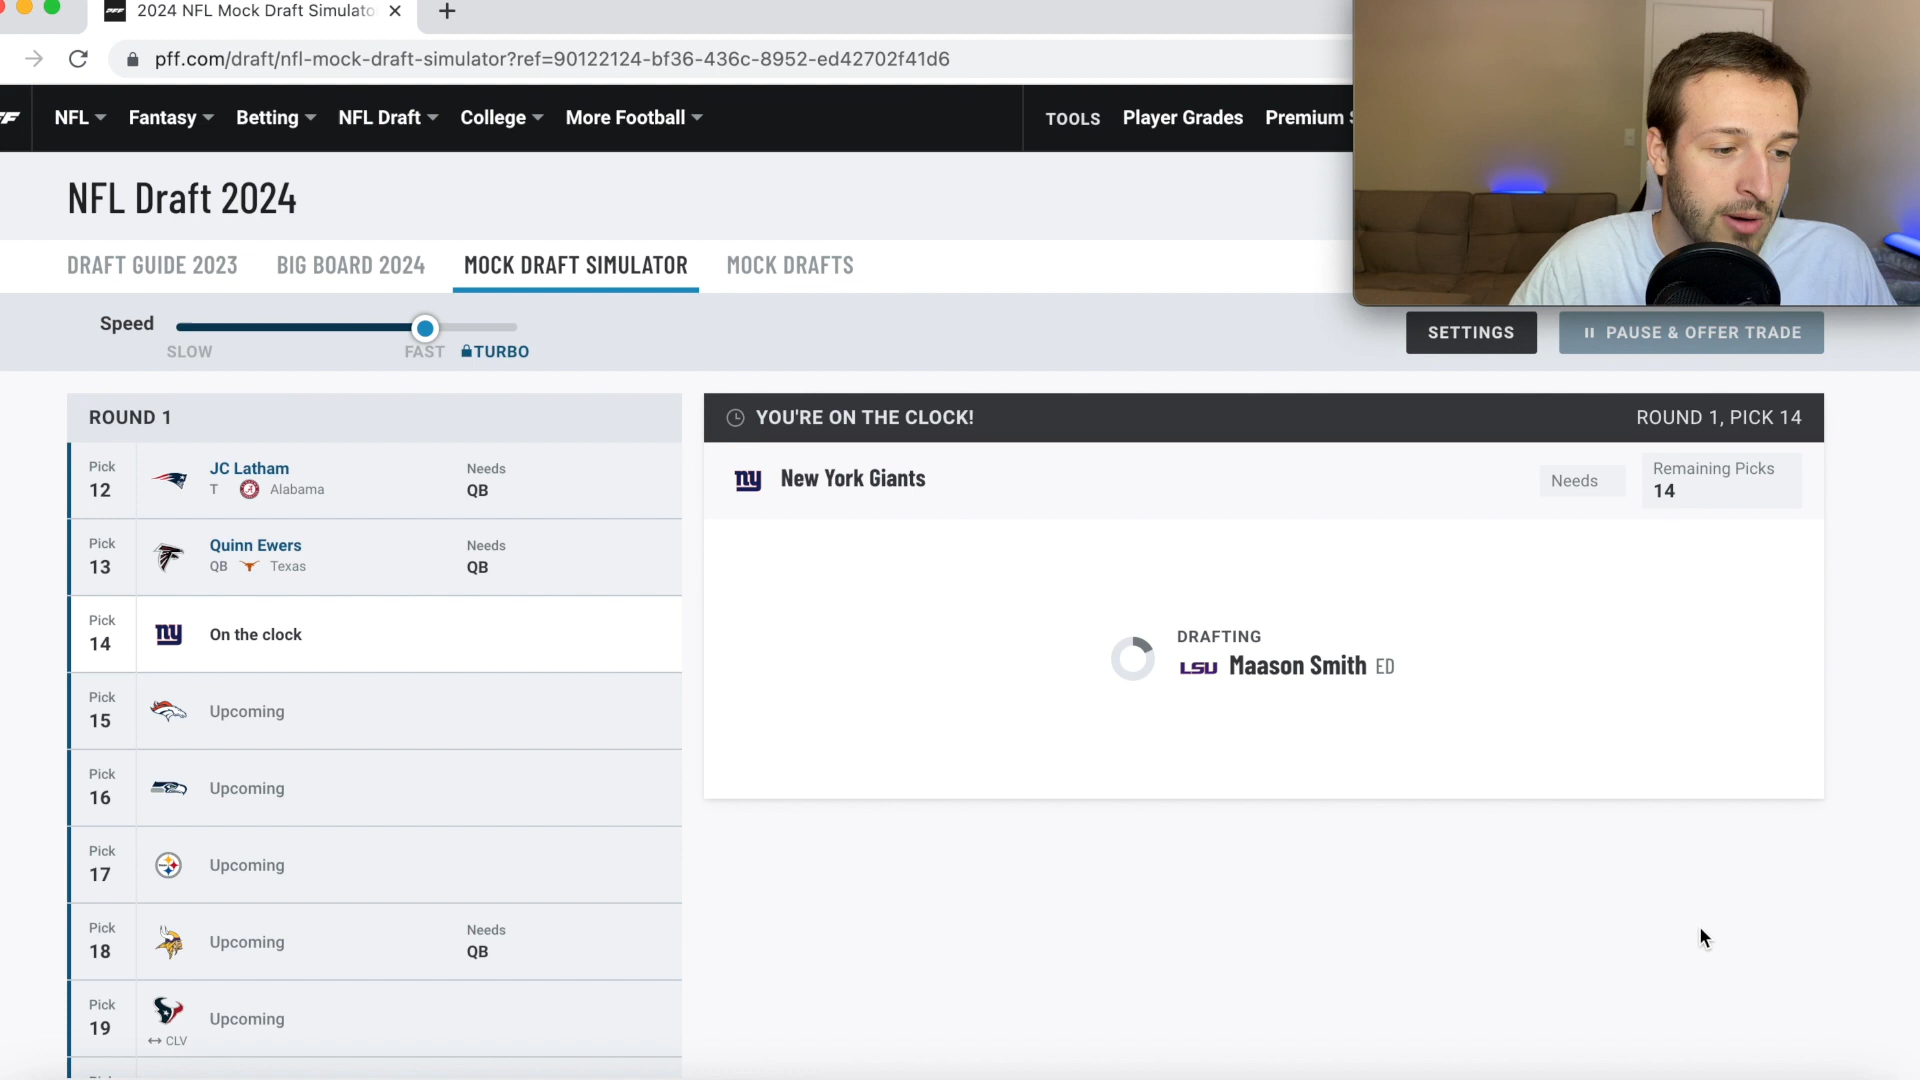 2024 NFL Mock Draft Simulato
pff.com/draft/nfl-mock-draft-simulator?ref=90122124-bf36-436c-8952-ed42702f41d6
NFL Fantasy Betting NFL Draft College More Football TOOLS Player Grades Premium S
NFL Draft 2024
DRAFT GUIDE 2023 BIG BOARD 2024 MOCK DRAFT SIMULATOR MOCK DRAFTS
Speed
SLOW FAST TURBO
SETTINGS PAUSE & OFFER TRADE
ROUND 1
Pick
12
JC Latham
T Alabama
Needs
QB
Pick
13
Quinn Ewers
QB Texas
Needs
QB
Pick
14
ny
On the clock
Pick
15
Upcoming
Pick
16
Upcoming
Pick
17
Upcoming
Pick
18
Upcoming
Needs
QB
Pick
19
Upcoming
↔ CLV
YOU'RE ON THE CLOCK! ROUND 1, PICK 14
ny New York Giants
Needs
Remaining Picks
14
DRAFTING
LSU Maason Smith ED